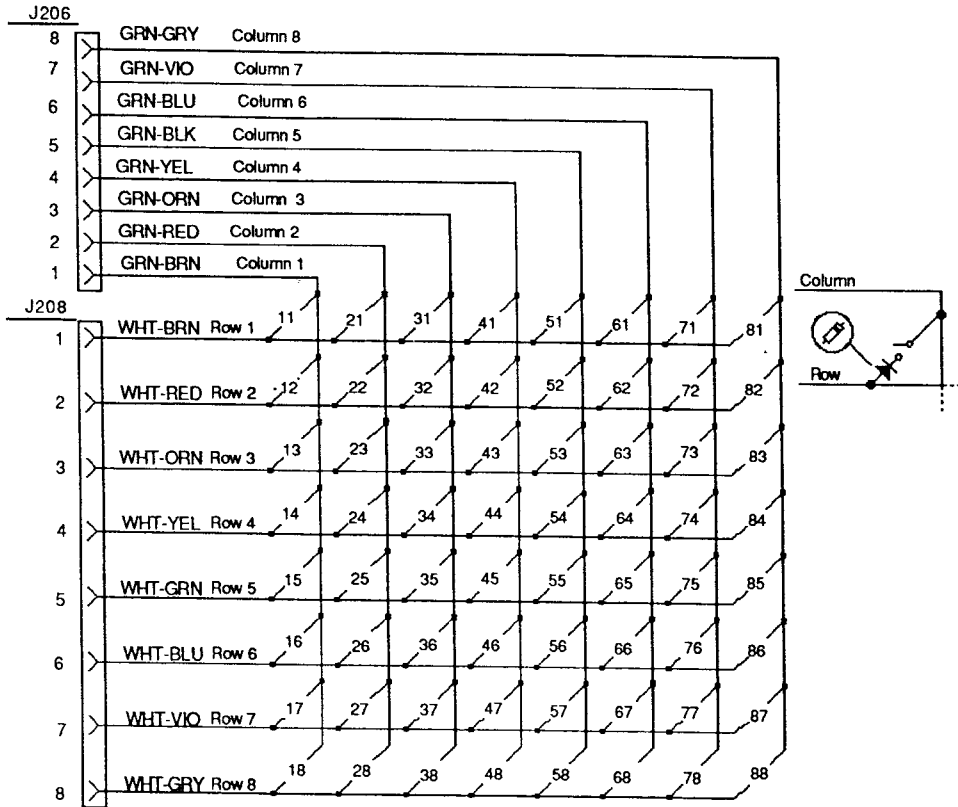 J206
8 GRN-GRY Column 8
7 GRN-VIO Column 7
6 GRN-BLU Column 6
5 GRN-BLK Column 5
4 GRN-YEL Column 4
3 GRN-ORN Column 3
2 GRN-RED Column 2
1 GRN-BRN Column 1
J208
1 WHT-BRN Row 1 11 21 31 41 51 61 71 81
2 WHT-RED Row 2 12 22 32 42 52 62 72 82
3 WHT-ORN Row 3 13 23 33 43 53 63 73 83
4 WHT-YEL Row 4 14 24 34 44 54 64 74 84
5 WHT-GRN Row 5 15 25 35 45 55 65 75 85
6 WHT-BLU Row 6 16 26 36 46 56 66 76 86
7 WHT-VIO Row 7 17 27 37 47 57 67 77 87
8 WHT-GRY Row 8 18 28 38 48 58 68 78 88
Column
Row